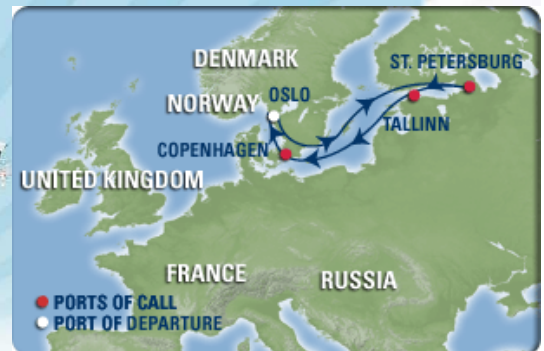 DENMARK
ST. PETERSBURG
NORWAY
OSLO
TALLINN
COPENHAGEN
UNITED KINGDOM
FRANCE
RUSSIA
PORTS OF CALL
PORT OF DEPARTURE